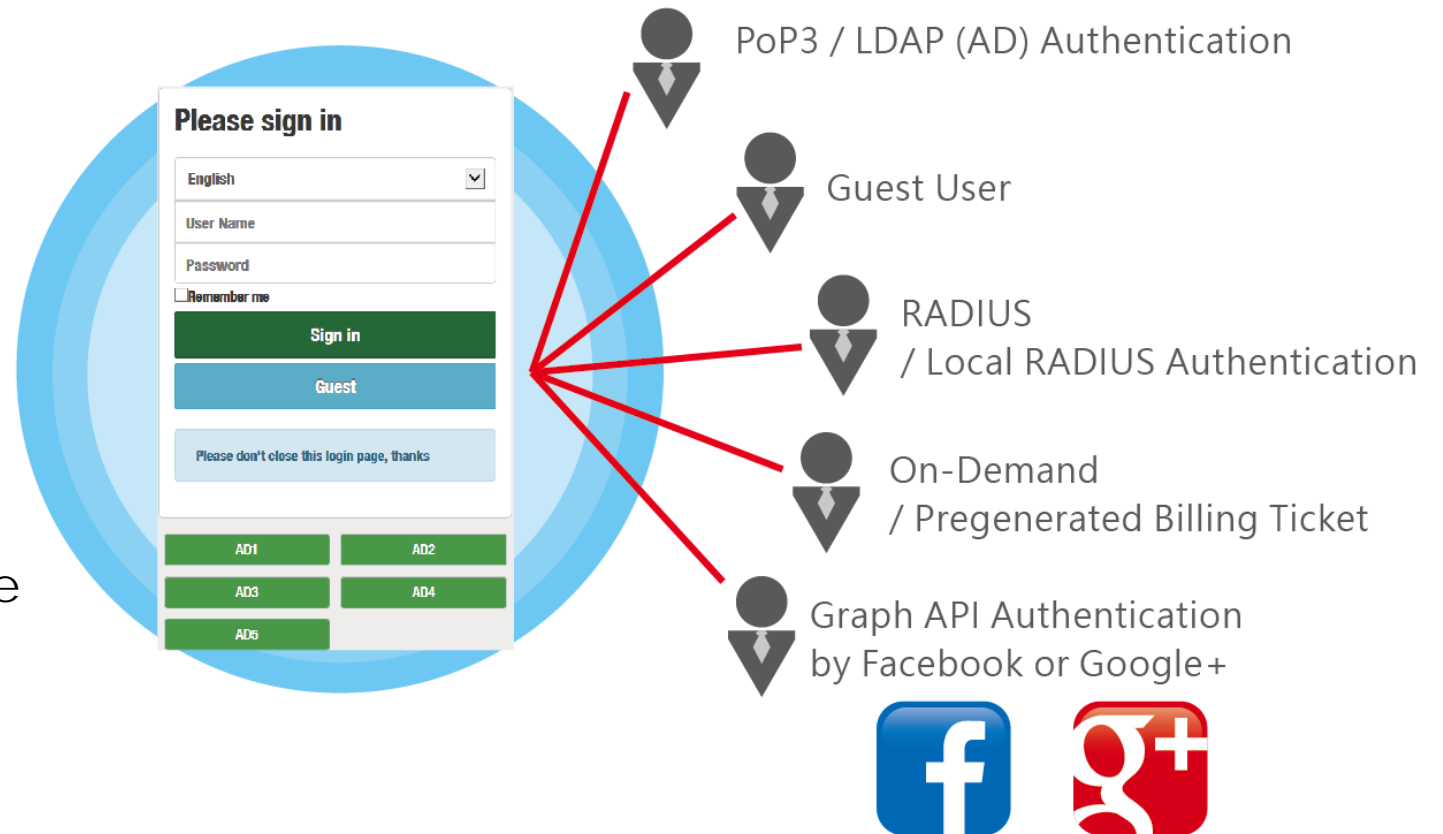 Please sign in
English
User Name
Password
Remember me
Sign in
Guest
Please don't close this login page, thanks
AD1 AD2
AD3 AD4
AD5
e
PoP3 / LDAP (AD) Authentication
Guest User
RADIUS
/ Local RADIUS Authentication
On-Demand
/ Pregenerated Billing Ticket
Graph API Authentication
by Facebook or Google+
f g+